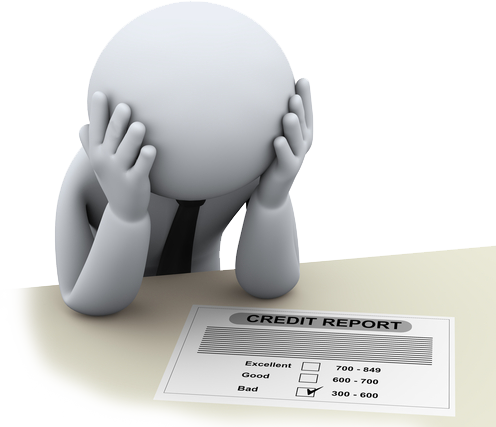 CREDIT REPORT
Excellent 700 - 849
Good 600 - 700
Bad 300 - 600